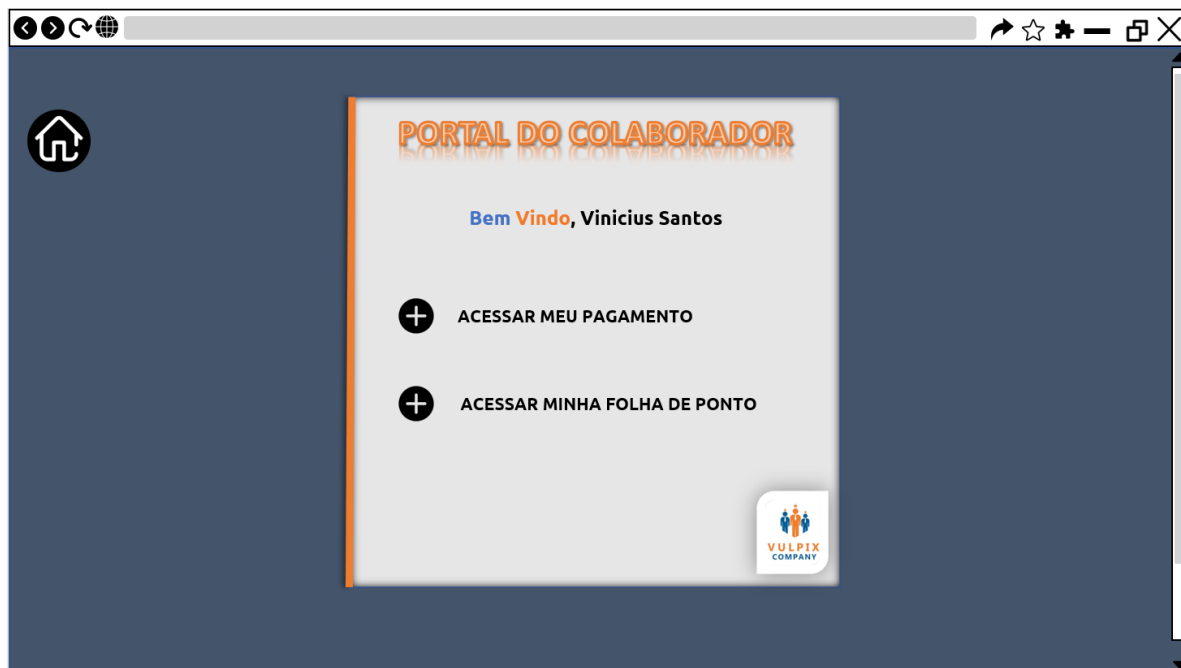 PORTAL DO COLABORADOR
Bem Vindo, Vinicius Santos
ACESSAR MEU PAGAMENTO
ACESSAR MINHA FOLHA DE PONTO
VULPIX
COMPANY